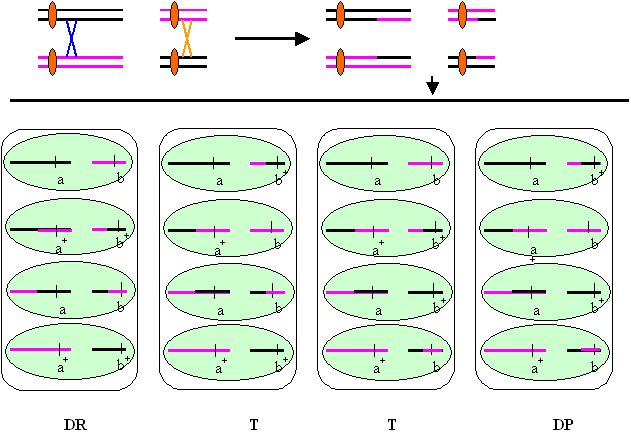 a b a b+ a b a b+
a+ b+ a+ b a+ b+ a+ b
a b a b a b+ a b+
a+ b+ a+ b+ a+ b a+ b
DR T T DP